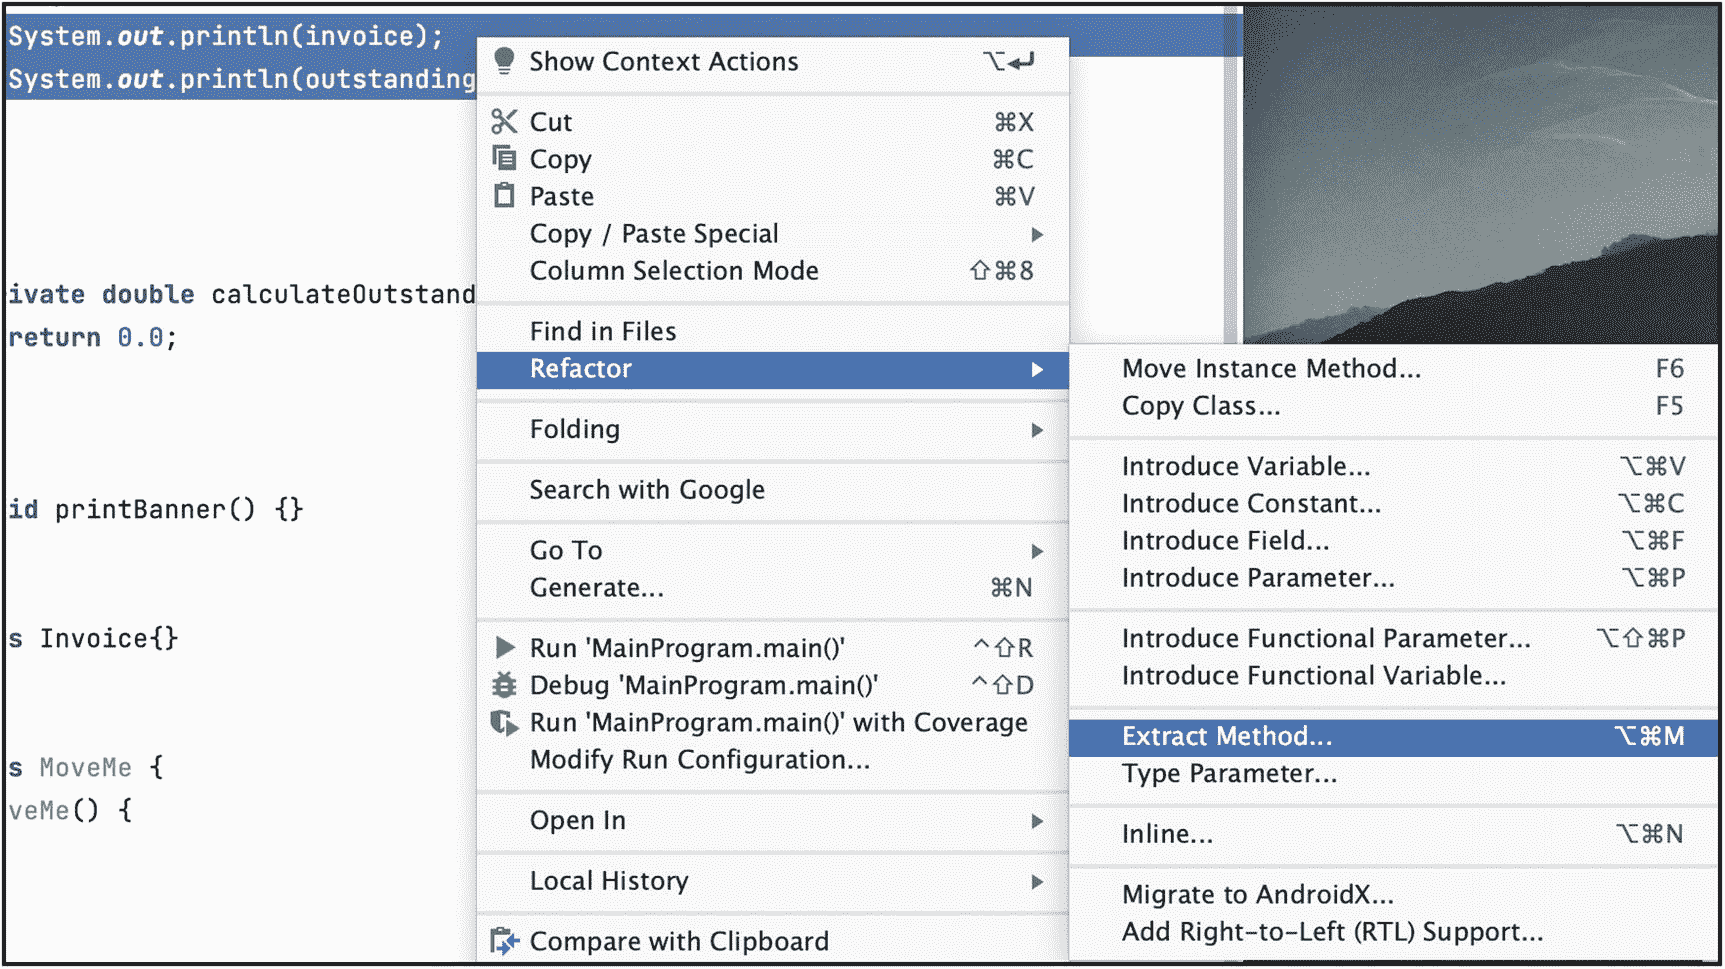 System.out.println(invoice);
System.out.println(outstanding
ivate double calculateOutstand
return 0.0;
id printBanner() {}
s Invoice{}
s MoveMe {
veMe() {
Show Context Actions ⌥↩
Cut ⌘X
Copy ⌘C
Paste ⌘V
Copy / Paste Special
Column Selection Mode ⇧⌘8
Find in Files
Refactor
Folding
Search with Google
Go To
Generate... ⌘N
Run 'MainProgram.main()' ^⇧R
Debug 'MainProgram.main()' ^⇧D
Run 'MainProgram.main()' with Coverage
Modify Run Configuration...
Open In
Local History
Compare with Clipboard
Move Instance Method... F6
Copy Class... F5
Introduce Variable... ⌥⌘V
Introduce Constant... ⌥⌘C
Introduce Field... ⌥⌘F
Introduce Parameter... ⌥⌘P
Introduce Functional Parameter... ⌥⇧⌘P
Introduce Functional Variable...
Extract Method... ⌥⌘M
Type Parameter...
Inline... ⌥⌘N
Migrate to AndroidX...
Add Right-to-Left (RTL) Support...